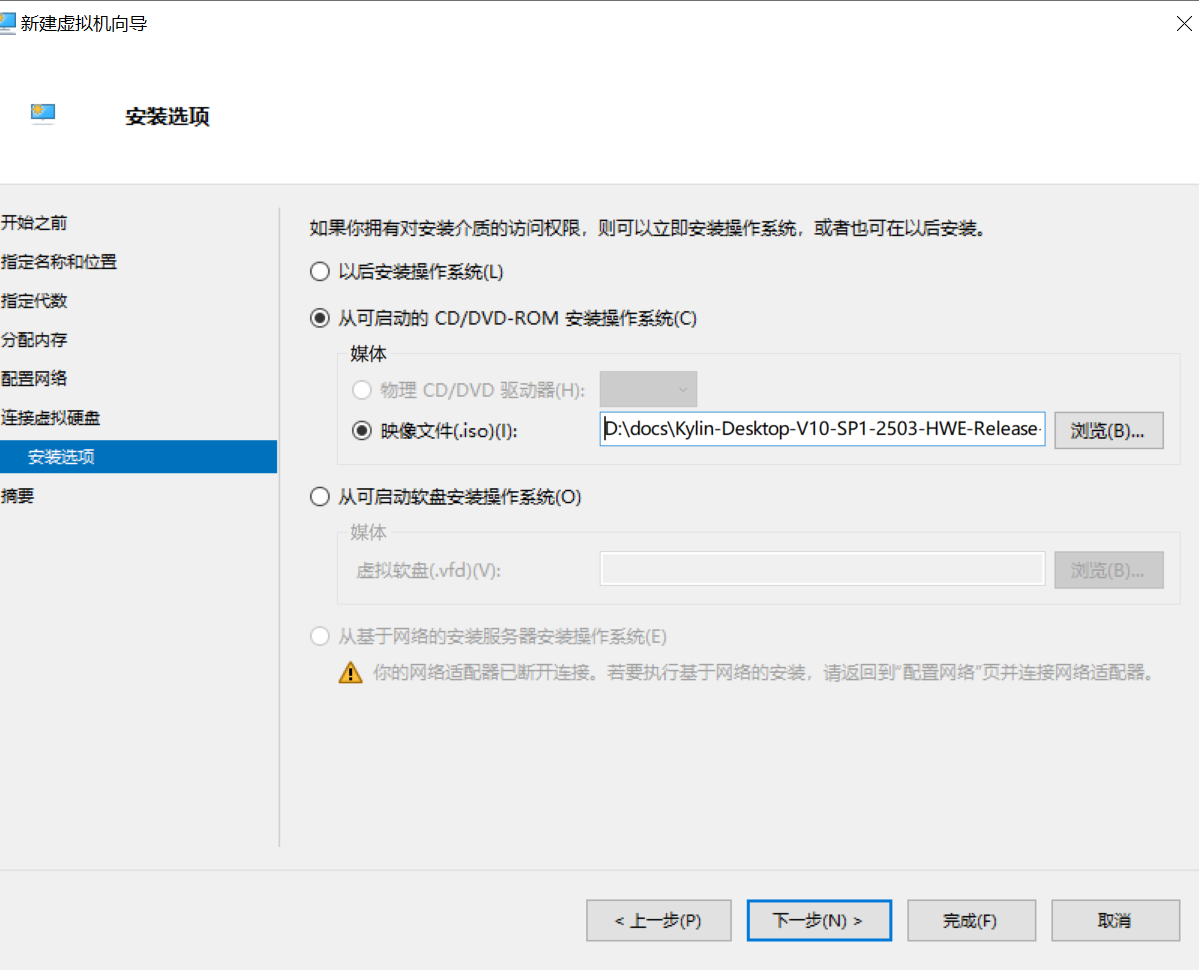 新建虚拟机向导
安装选项
开始之前
指定名称和位置
指定代数
分配内存
配置网络
连接虚拟硬盘
安装选项
摘要
如果你拥有对安装介质的访问权限，则可以立即安装操作系统，或者也可在以后安装。
以后安装操作系统(L)
从可启动的 CD/DVD-ROM 安装操作系统(C)
媒体
物理 CD/DVD 驱动器(H):
映像文件(.iso)(I): D:\docs\Kylin-Desktop-V10-SP1-2503-HWE-Release- 浏览(B)...
从可启动软盘安装操作系统(O)
媒体
虚拟软盘(.vfd)(V): 浏览(B)...
从基于网络的安装服务器安装操作系统(E)
你的网络适配器已断开连接。若要执行基于网络的安装，请返回到“配置网络”页并连接网络适配器。
< 上一步(P) 下一步(N) > 完成(F) 取消